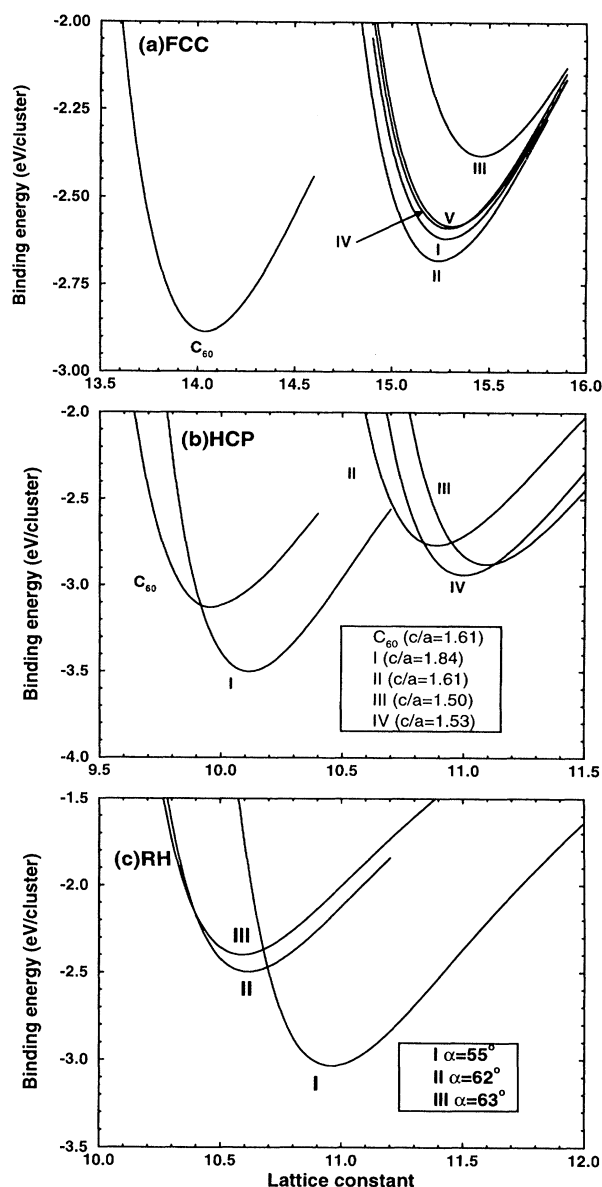 (a)FCC
Binding energy (eV/cluster)
-2.00
-2.25
-2.50
-2.75
-3.00
13.5 14.0 14.5 15.0 15.5 16.0
C60
III
V
IV
I
II
(b)HCP
Binding energy (eV/cluster)
-2.0
-2.5
-3.0
-3.5
-4.0
9.5 10.0 10.5 11.0 11.5
II
III
C60
IV
I
C60 (c/a=1.61)
I (c/a=1.84)
II (c/a=1.61)
III (c/a=1.50)
IV (c/a=1.53)
(c)RH
Binding energy (eV/cluster)
-1.5
-2.0
-2.5
-3.0
-3.5
10.0 10.5 11.0 11.5 12.0
III
II
I
I α=55°
II α=62°
III α=63°
Lattice constant